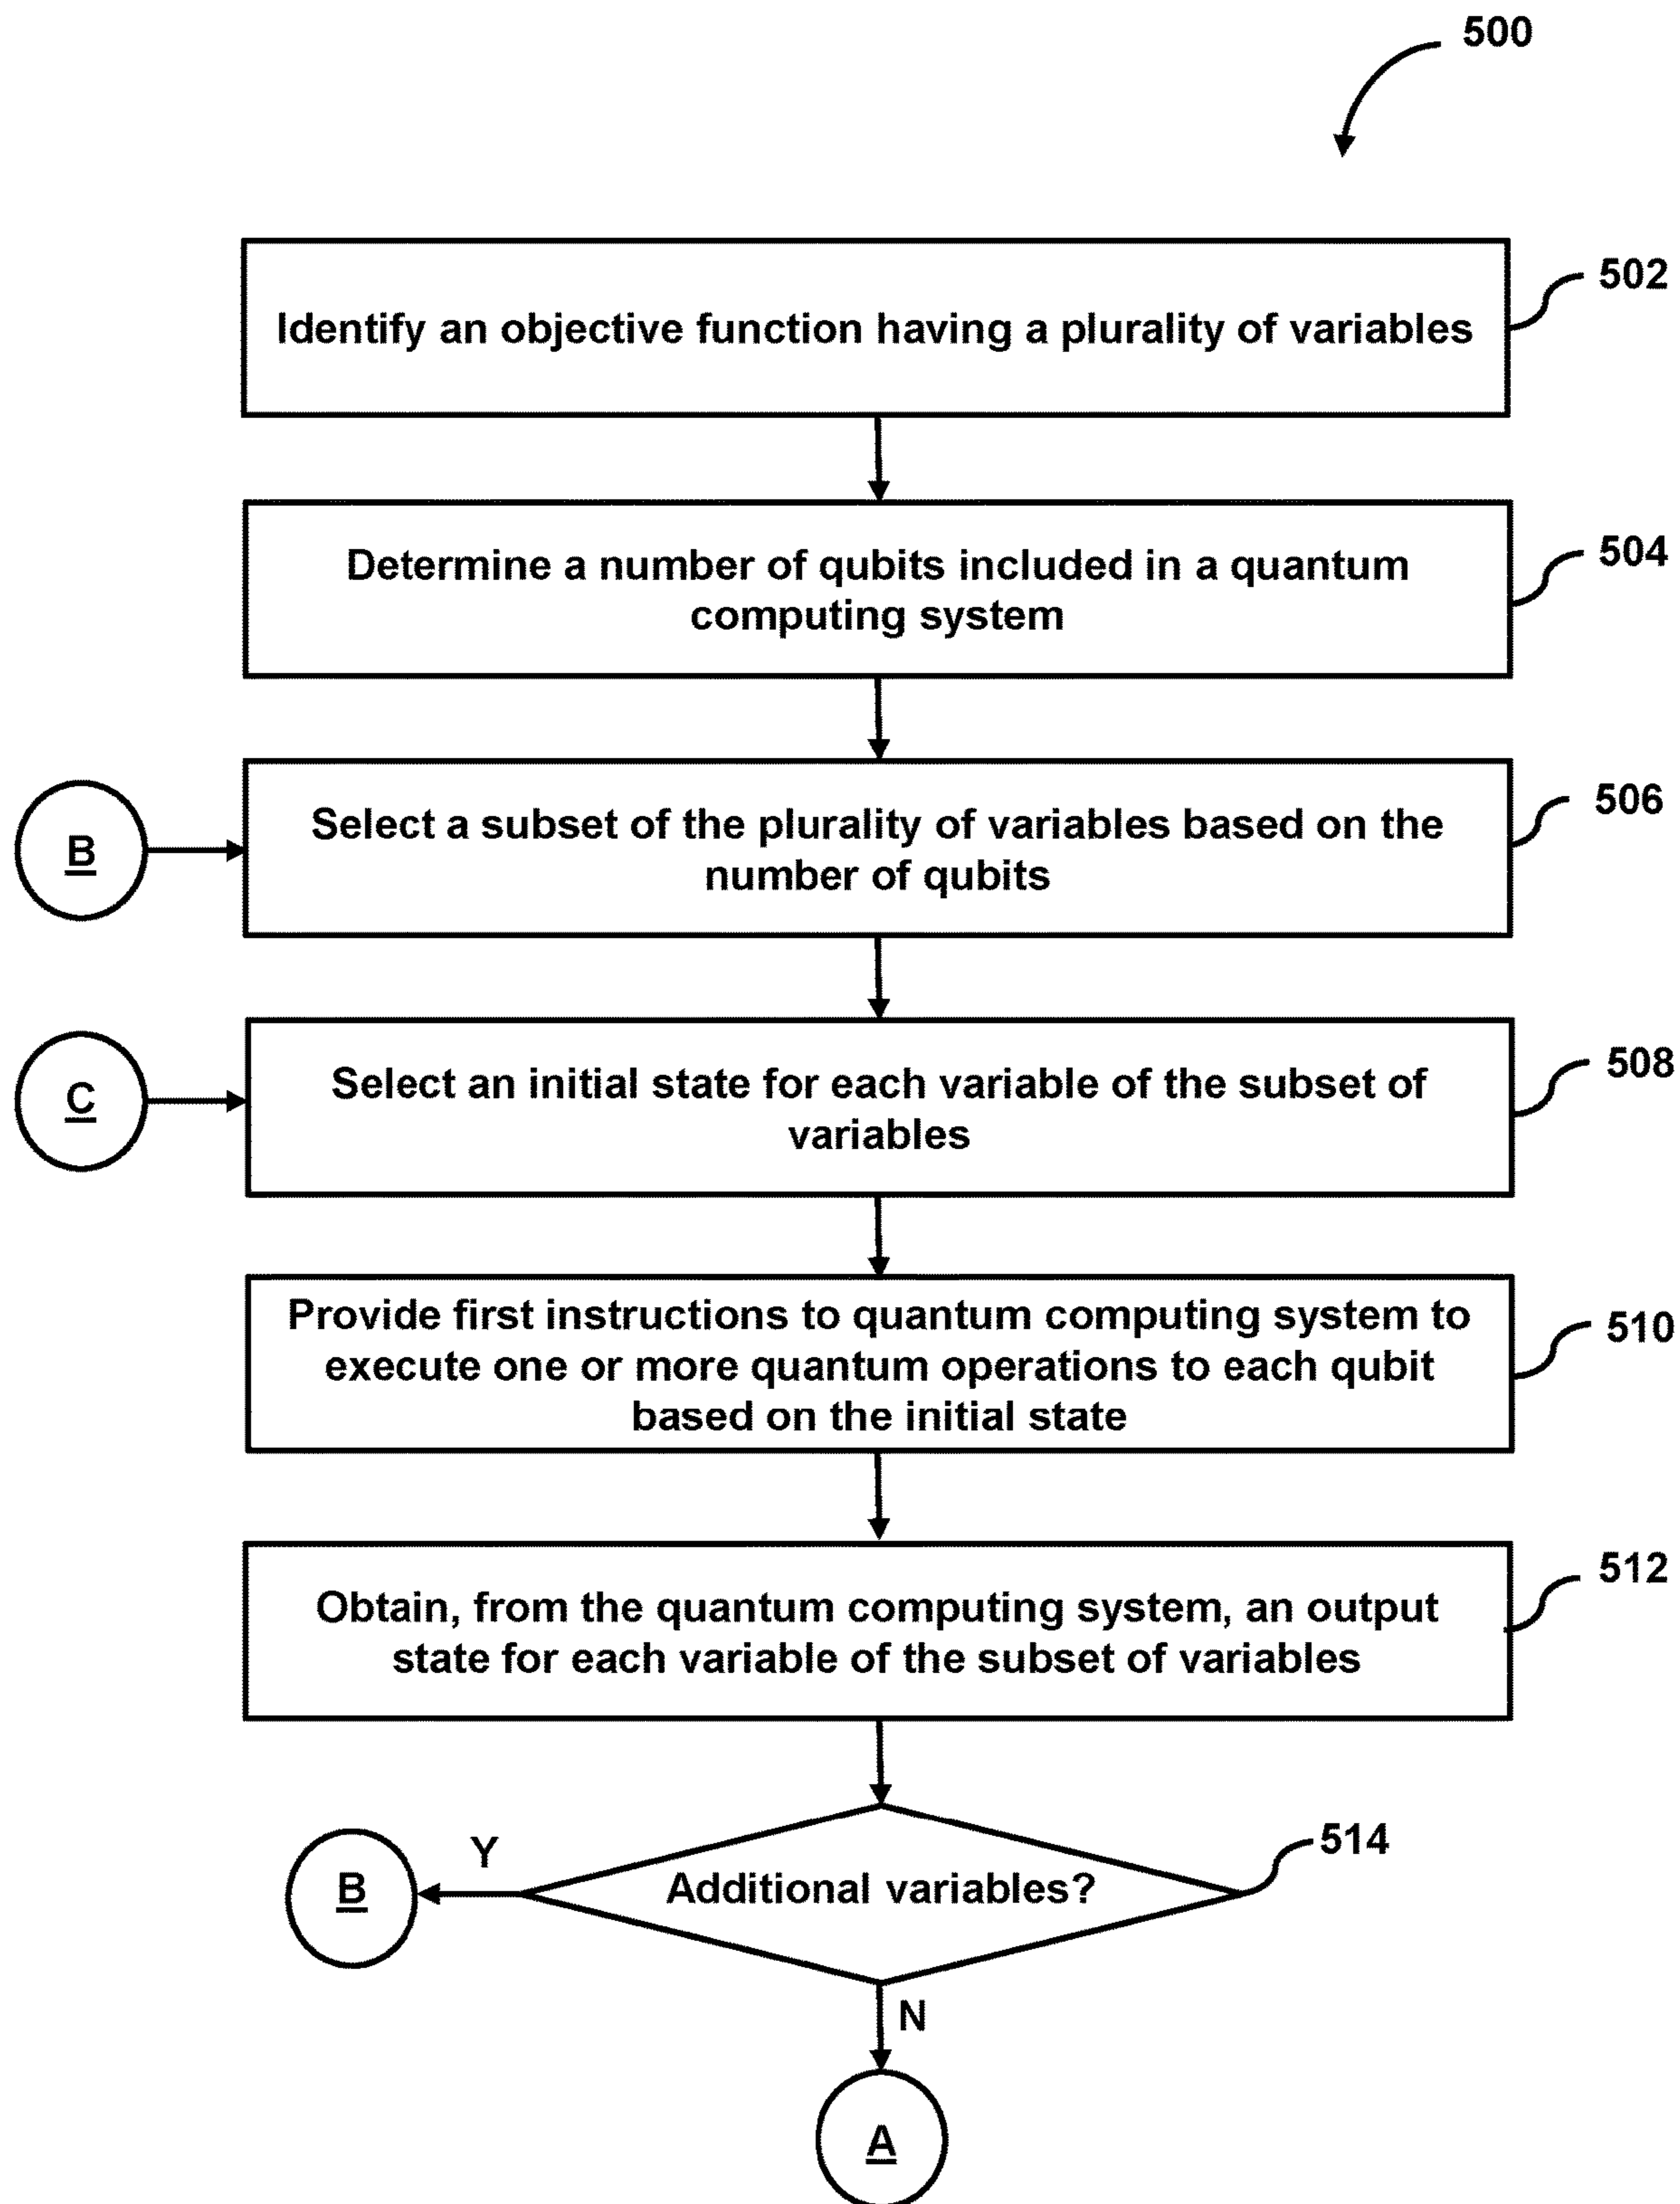 500
Identify an objective function having a plurality of variables
502
Determine a number of qubits included in a quantum
computing system
504
B
Select a subset of the plurality of variables based on the
number of qubits
506
C
Select an initial state for each variable of the subset of
variables
508
Provide first instructions to quantum computing system to
execute one or more quantum operations to each qubit
based on the initial state
510
Obtain, from the quantum computing system, an output
state for each variable of the subset of variables
512
B
Y
Additional variables?
514
N
A